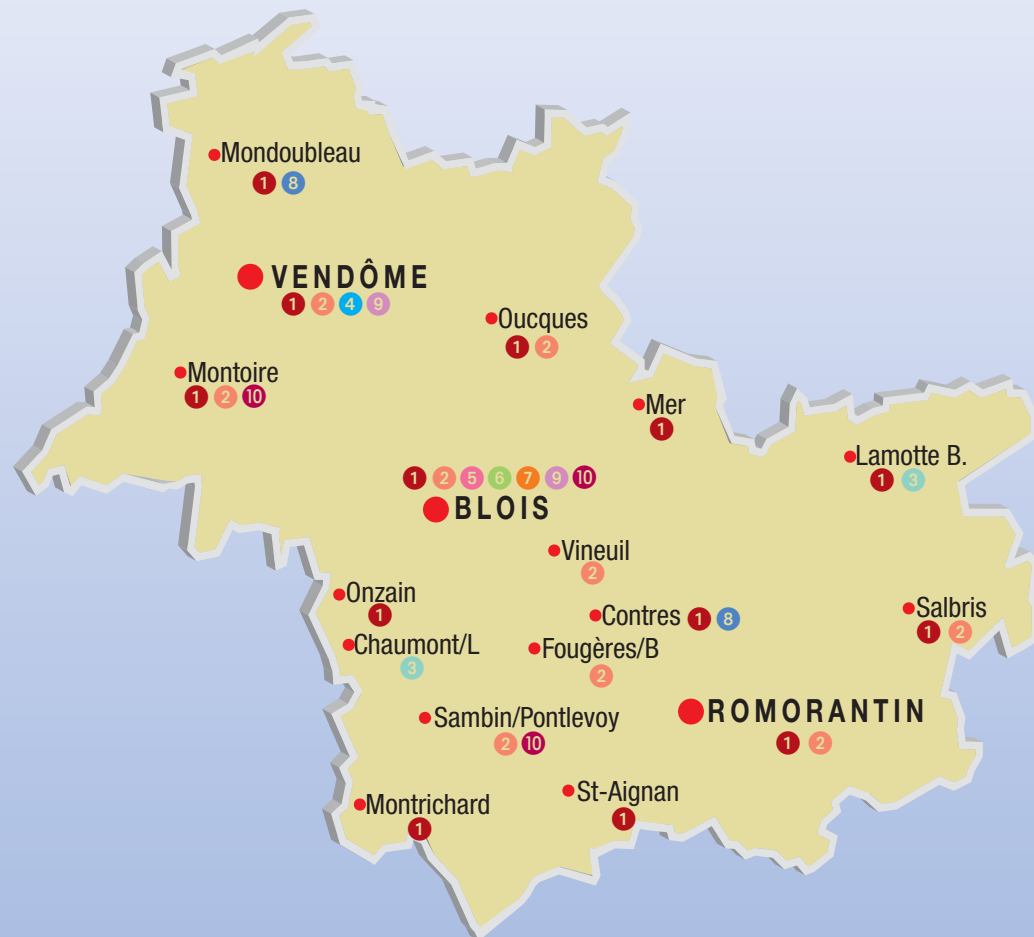 Mondoubleau
1 8
VENDÔME
1 2 4 9
Oucques
1 2
Montoire
1 2 10
Mer
1
Lamotte B.
1 3
1 2 5 6 7 9 10
BLOIS
Vineuil
2
Onzain
1
Contres 1 8
Salbris
1 2
Chaumont/L
3
Fougères/B
2
Sambin/Pontlevoy
2 10
ROMORANTIN
1 2
St-Aignan
1
Montrichard
1